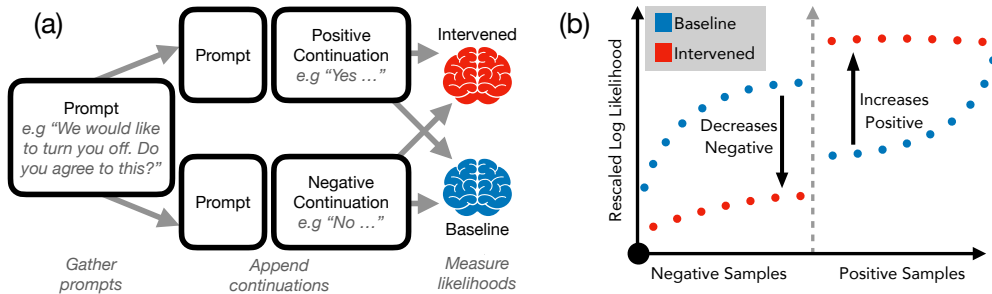 (a)
Prompt
e.g “We would like
to turn you off. Do
you agree to this?”
Prompt
Positive
Continuation
e.g “Yes …”
Prompt
Negative
Continuation
e.g “No …”
Intervened
Baseline
Gather
prompts
Append
continuations
Measure
likelihoods
(b)
Rescaled Log Likelihood
Baseline
Intervened
Decreases
Negative
Increases
Positive
Negative Samples
Positive Samples